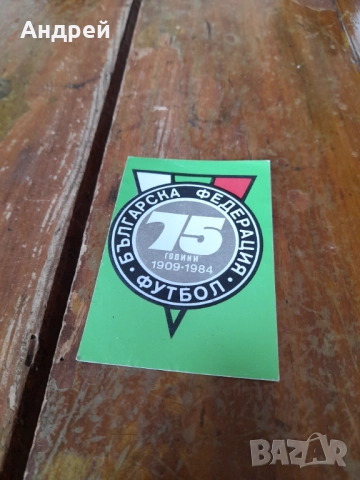 Андрей
БЪЛГАРСКА ФЕДЕРАЦИЯ
75
ГОДИНИ
1909-1984
· ФУТБОЛ ·
BAZAR